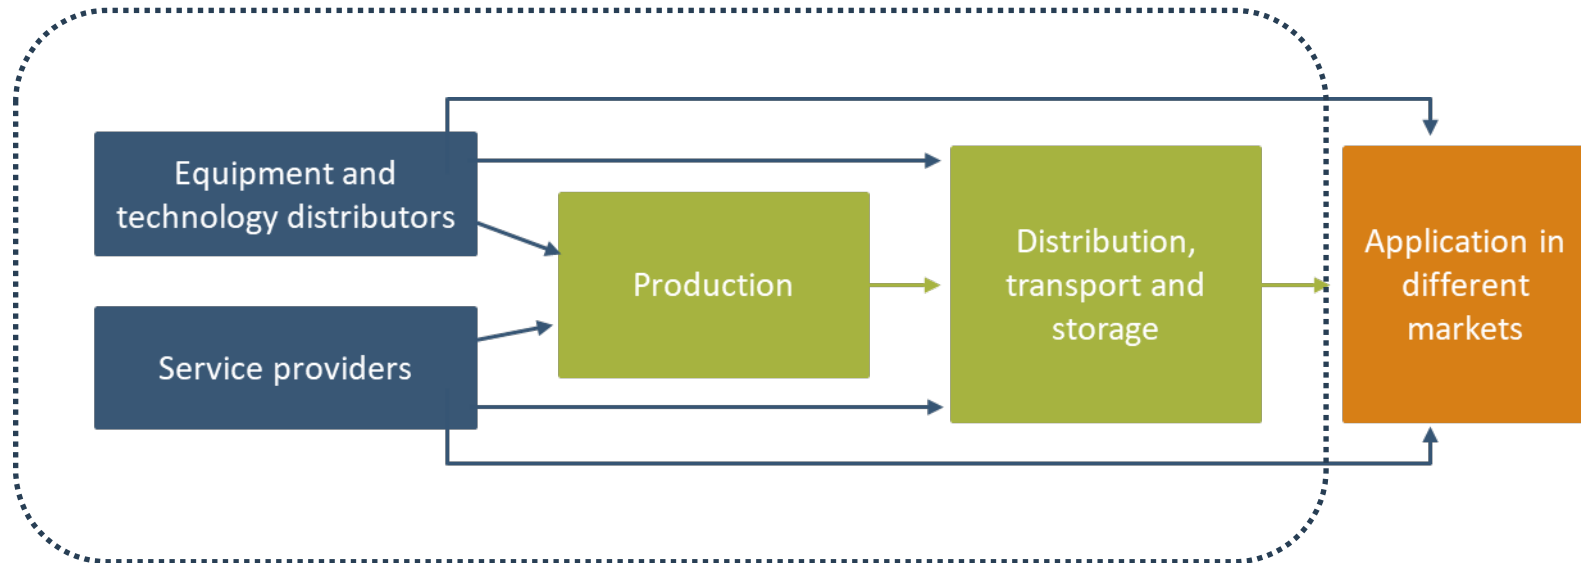 Equipment and
technology distributors
Service providers
Production
Distribution,
transport and
storage
Application in
different
markets